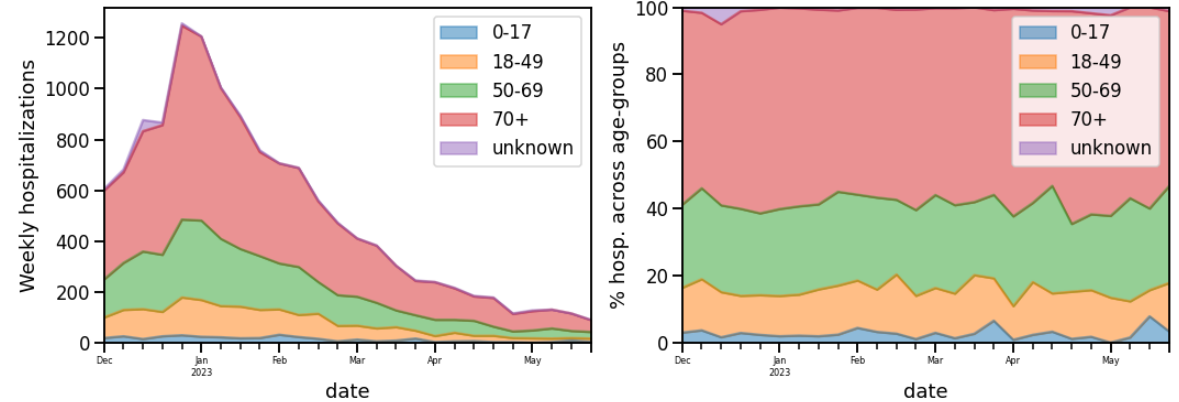 Weekly hospitalizations
1200
1000
800
600
400
200
0
0-17
18-49
50-69
70+
unknown
Dec
Jan
2023
Feb
Mar
Apr
May
date
% hosp. across age-groups
100
80
60
40
20
0
0-17
18-49
50-69
70+
unknown
Dec
Jan
2023
Feb
Mar
Apr
May
date